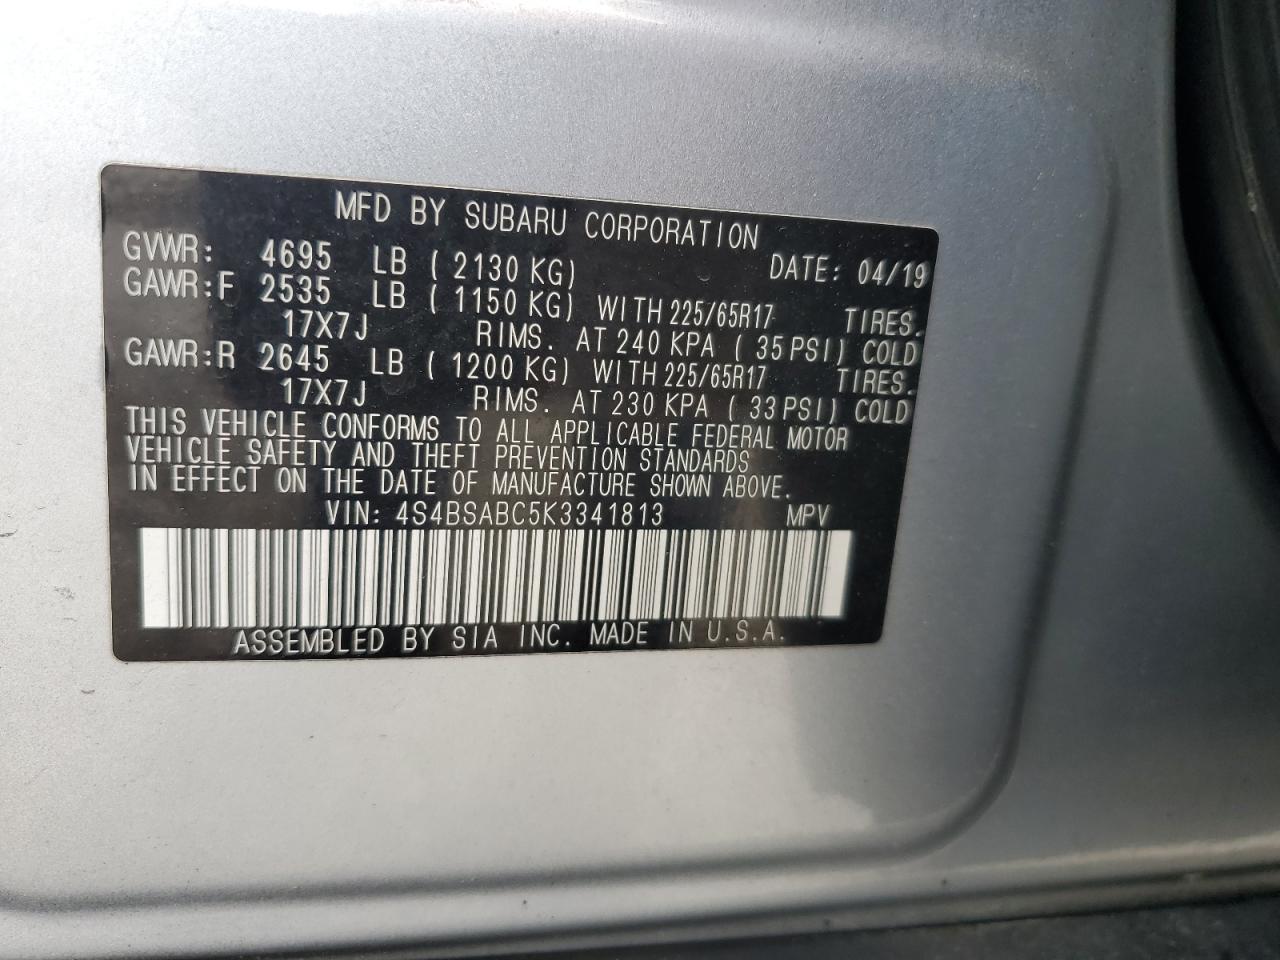 MFD BY SUBARU CORPORATION
GVWR: 4695 LB ( 2130 KG) DATE: 04/19
GAWR:F 2535 LB ( 1150 KG) WITH 225/65R17 TIRES.
17X7J RIMS. AT 240 KPA ( 35 PSI) COLD
GAWR:R 2645 LB ( 1200 KG) WITH 225/65R17 TIRES.
17X7J RIMS. AT 230 KPA ( 33 PSI) COLD
THIS VEHICLE CONFORMS TO ALL APPLICABLE FEDERAL MOTOR
VEHICLE SAFETY AND THEFT PREVENTION STANDARDS
IN EFFECT ON THE DATE OF MANUFACTURE SHOWN ABOVE.
VIN: 4S4BSABC5K3341813 MPV
ASSEMBLED BY SIA INC. MADE IN U.S.A.